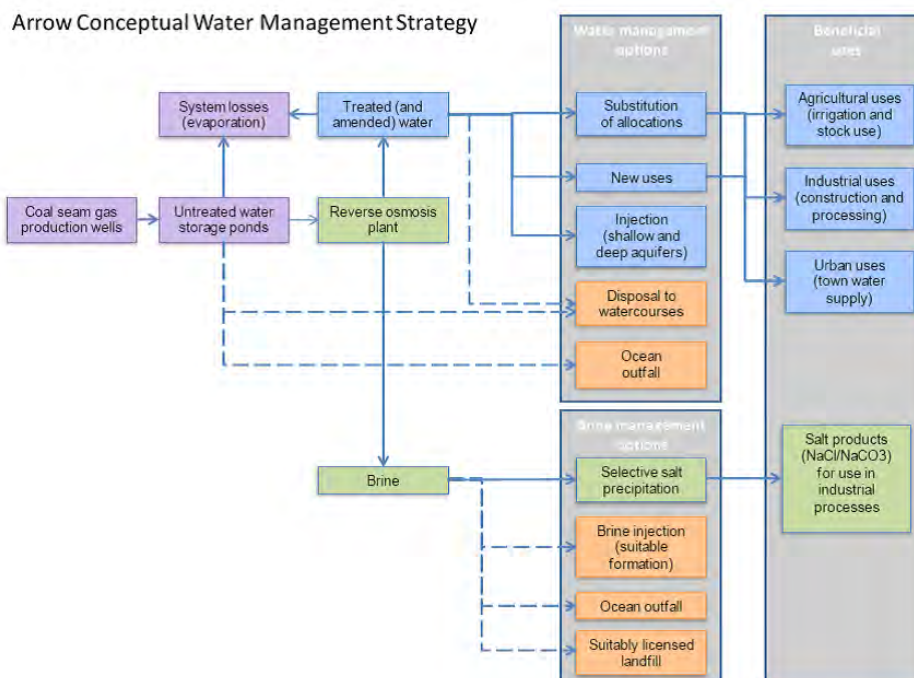 Arrow Conceptual Water Management Strategy
Water management
options
Beneficial
uses
System losses
(evaporation)
Treated (and
amended) water
Substitution
of allocations
Agricultural uses
(irrigation and
stock use)
Coal seam gas
production wells
Untreated water
storage ponds
Reverse osmosis
plant
New uses
Industrial uses
(construction and
processing)
Injection
(shallow and
deep aquifers)
Urban uses
(town water
supply)
Disposal to
watercourses
Ocean
outfall
Brine management
options
Brine
Selective salt
precipitation
Salt products
(NaCl/NaCO3)
for use in
industrial
processes
Brine injection
(suitable
formation)
Ocean outfall
Suitably licensed
landfill